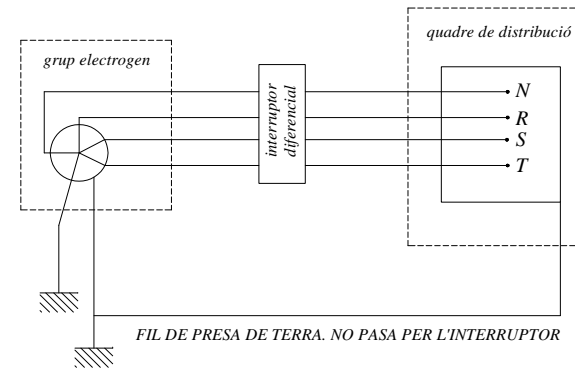 quadre de distribució
grup electrogen
interruptor
diferencial
N
R
S
T
FIL DE PRESA DE TERRA. NO PASA PER L'INTERRUPTOR